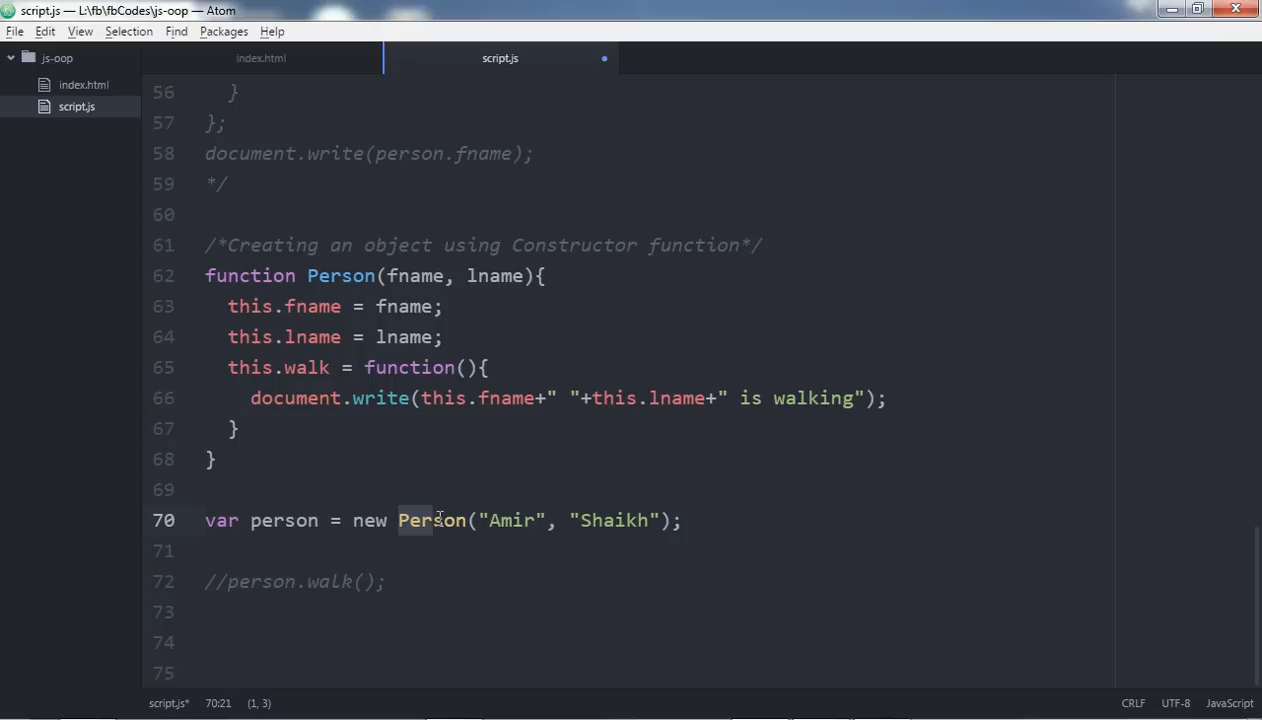 script.js — L:\fb\fbCodes\js-oop — Atom
File Edit View Selection Find Packages Help
js-oop
index.html
script.js
index.html script.js
56 }
57 };
58 document.write(person.fname);
59 */
60
61 /*Creating an object using Constructor function*/
62 function Person(fname, lname){
63 this.fname = fname;
64 this.lname = lname;
65 this.walk = function(){
66 document.write(this.fname+" "+this.lname+" is walking");
67 }
68 }
69
70 var person = new Person("Amir", "Shaikh");
71
72 //person.walk();
73
74
75
script.js* 70:21 (1, 3) CRLF UTF-8 JavaScript